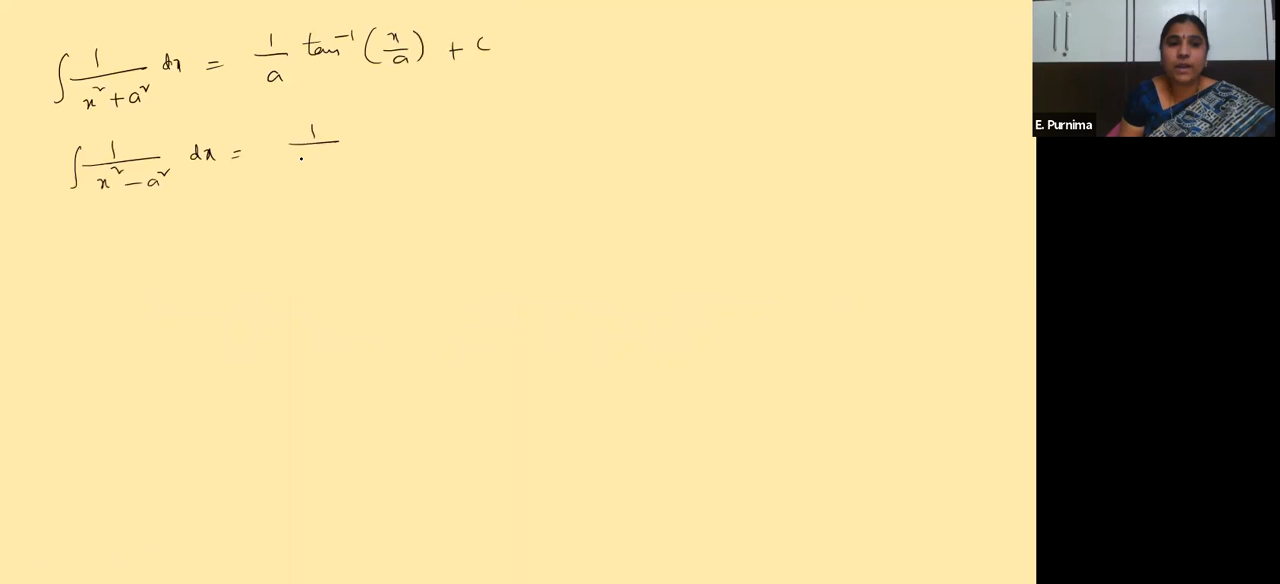 ∫ 1/(x² + a²) dx = 1/a tan⁻¹(x/a) + c
∫ 1/(x² - a²) dx = 1/
E. Purnima